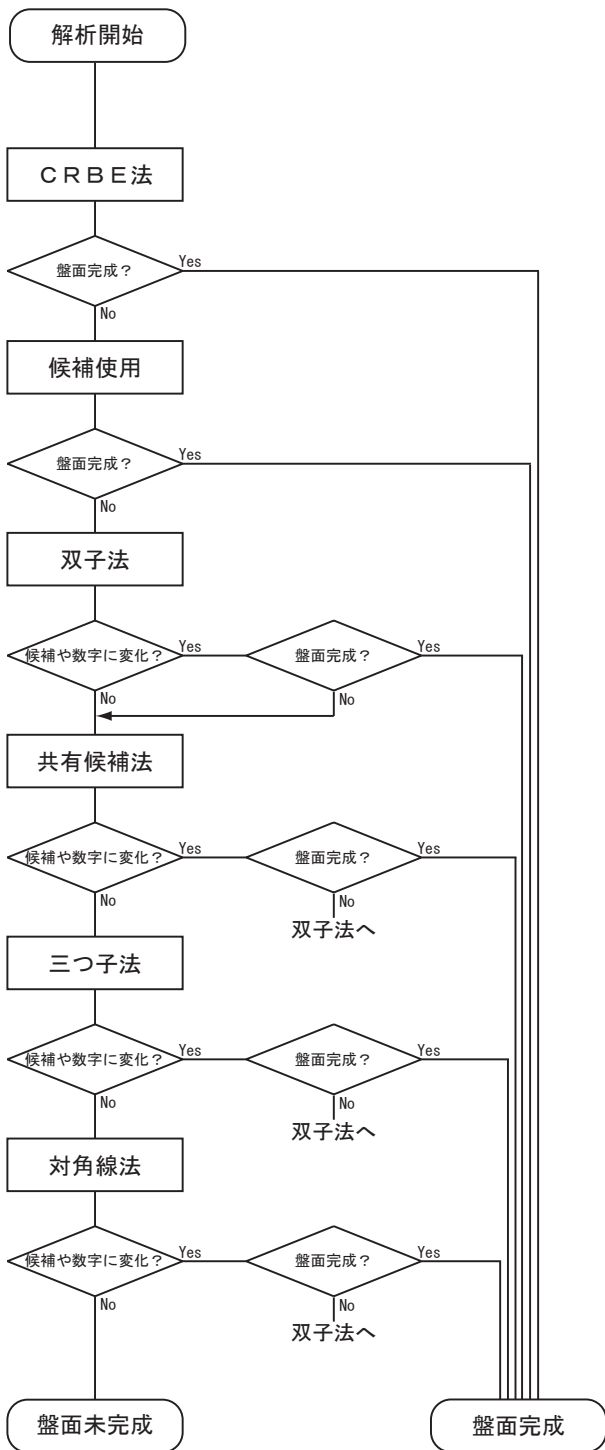 解析開始
ＣＲＢＥ法
盤面完成？
Yes
No
候補使用
盤面完成？
Yes
No
双子法
候補や数字に変化？
Yes
盤面完成？
Yes
No
No
共有候補法
候補や数字に変化？
Yes
盤面完成？
Yes
No
No
双子法へ
三つ子法
候補や数字に変化？
Yes
盤面完成？
Yes
No
No
双子法へ
対角線法
候補や数字に変化？
Yes
盤面完成？
Yes
No
No
双子法へ
盤面未完成
盤面完成